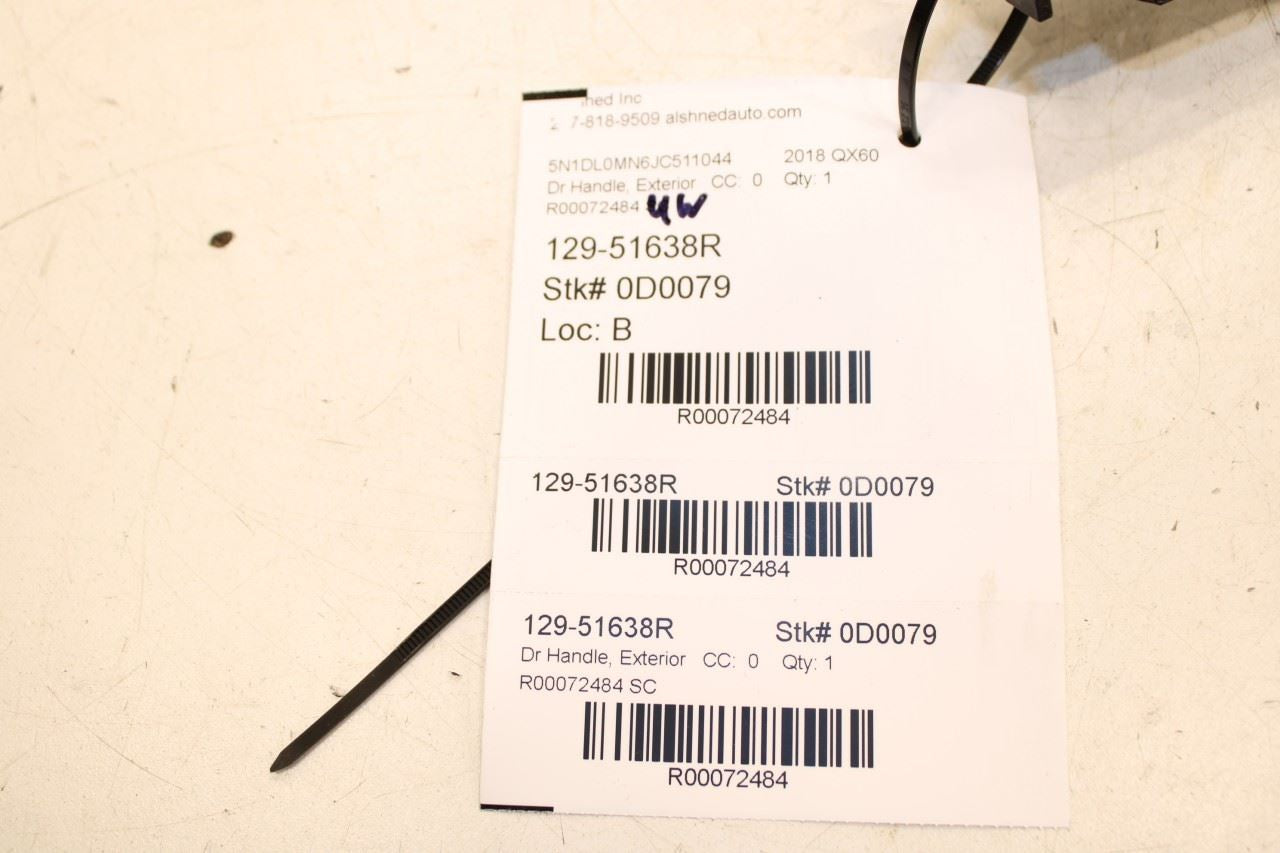 Inc
7-818-9509 alshnedauto.com
5N1DL0MN6JC511044 2018 QX60
Dr Handle, Exterior CC: 0 Qty: 1
R00072484
129-51638R
Stk# 0D0079
Loc: B
R00072484
129-51638R Stk# 0D0079
R00072484
129-51638R Stk# 0D0079
Dr Handle, Exterior CC: 0 Qty: 1
R00072484 SC
R00072484